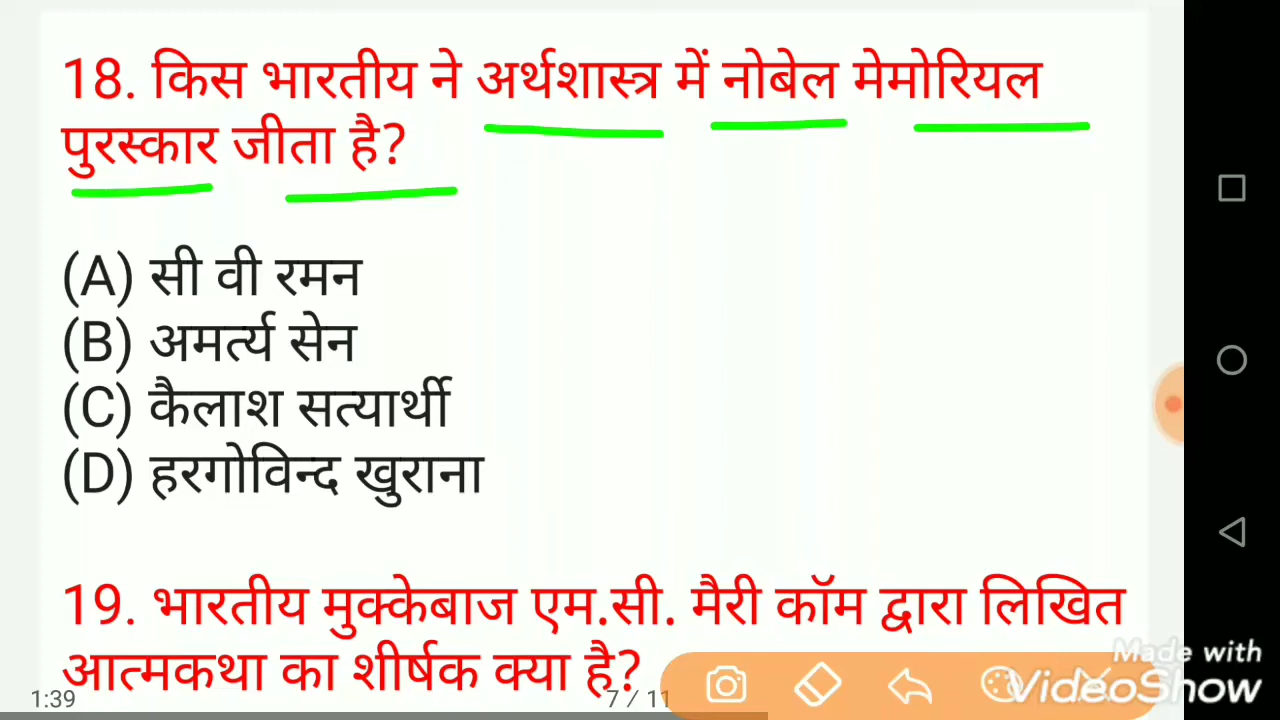 18. किस भारतीय ने अर्थशास्त्र में नोबेल मेमोरियल
पुरस्कार जीता है?
(A) सी वी रमन
(B) अमर्त्य सेन
(C) कैलाश सत्यार्थी
(D) हरगोविन्द खुराना
19. भारतीय मुक्केबाज एम.सी. मैरी कॉम द्वारा लिखित
आत्मकथा का शीर्षक क्या है?
Made with
VideoShow
1:39
7 / 11